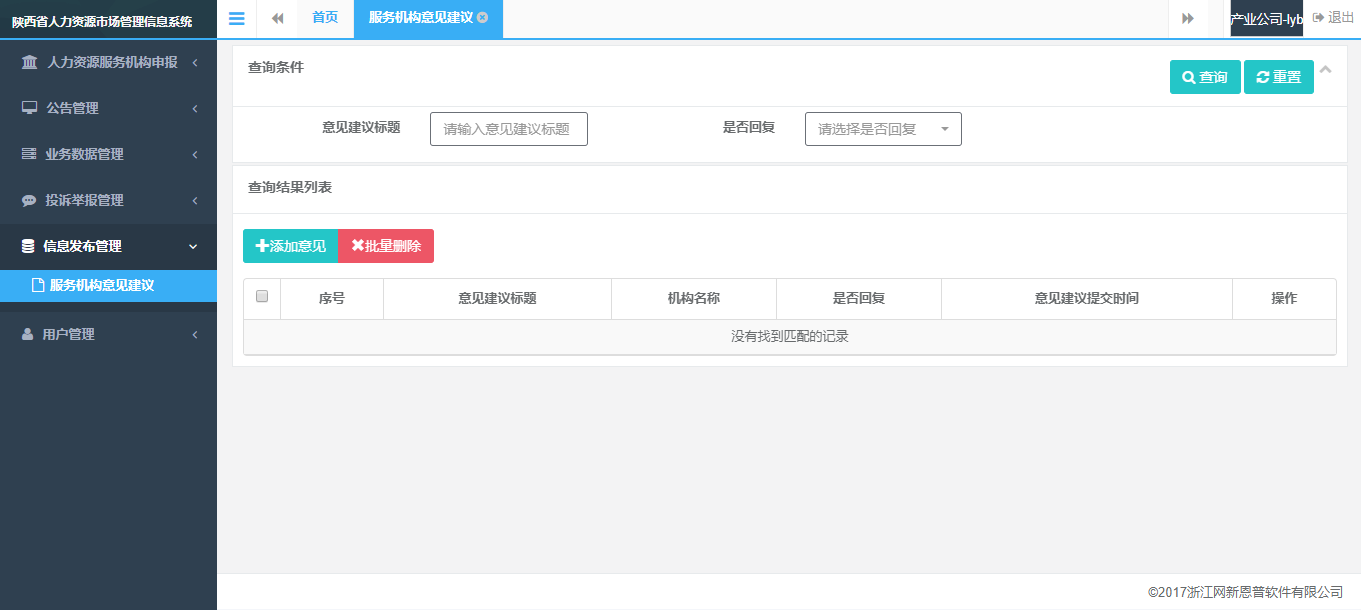 陕西省人力资源市场管理信息系统
首页
服务机构意见建议
产业公司-lyb
退出
人力资源服务机构申报
公告管理
业务数据管理
投诉举报管理
信息发布管理
服务机构意见建议
用户管理
查询条件
查询
重置
意见建议标题
请输入意见建议标题
是否回复
请选择是否回复
查询结果列表
添加意见
批量删除
序号
意见建议标题
机构名称
是否回复
意见建议提交时间
操作
没有找到匹配的记录
©2017浙江网新恩普软件有限公司